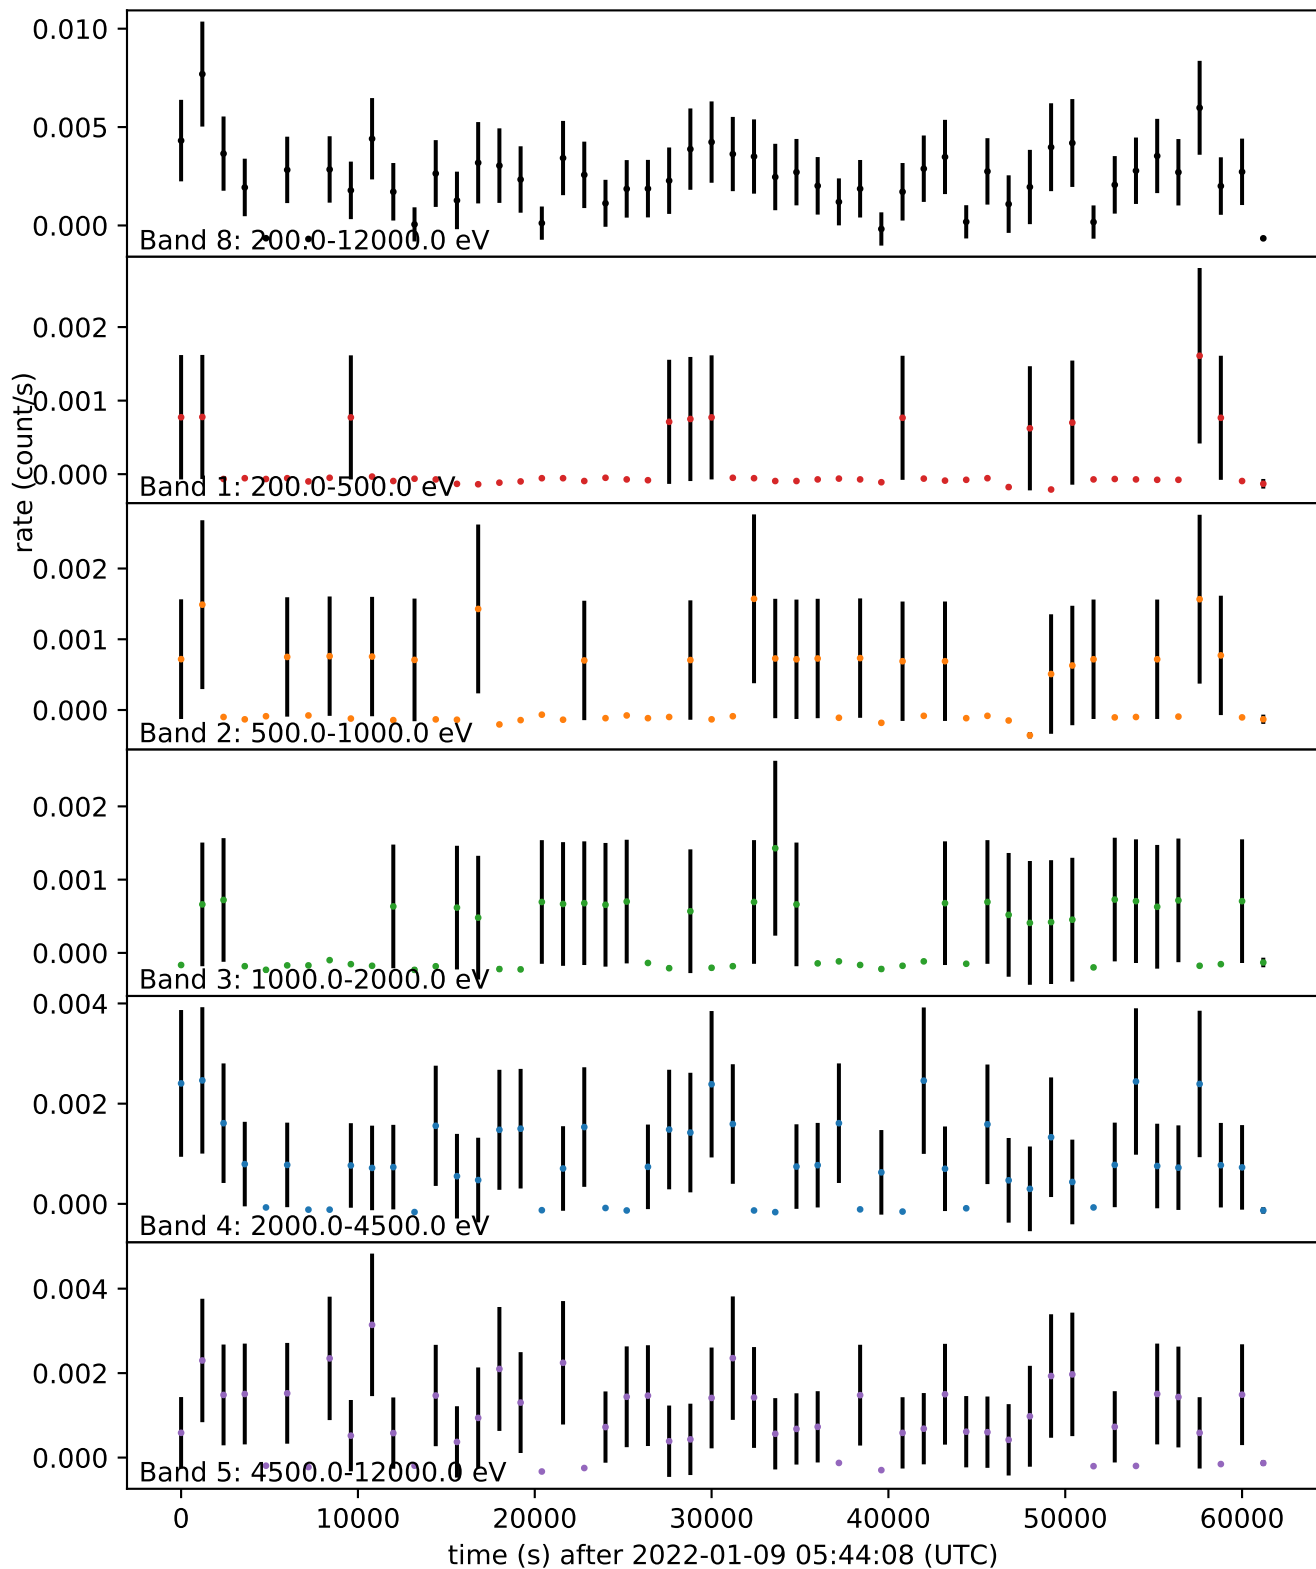 0.010
0.005
0.000
Band 8: 200.0-12000.0 eV
0.002
0.001
0.000
Band 1: 200.0-500.0 eV
rate (count/s)
0.002
0.001
0.000
Band 2: 500.0-1000.0 eV
0.002
0.001
0.000
Band 3: 1000.0-2000.0 eV
0.004
0.002
0.000
Band 4: 2000.0-4500.0 eV
0.004
0.002
0.000
Band 5: 4500.0-12000.0 eV
0 10000 20000 30000 40000 50000 60000
time (s) after 2022-01-09 05:44:08 (UTC)